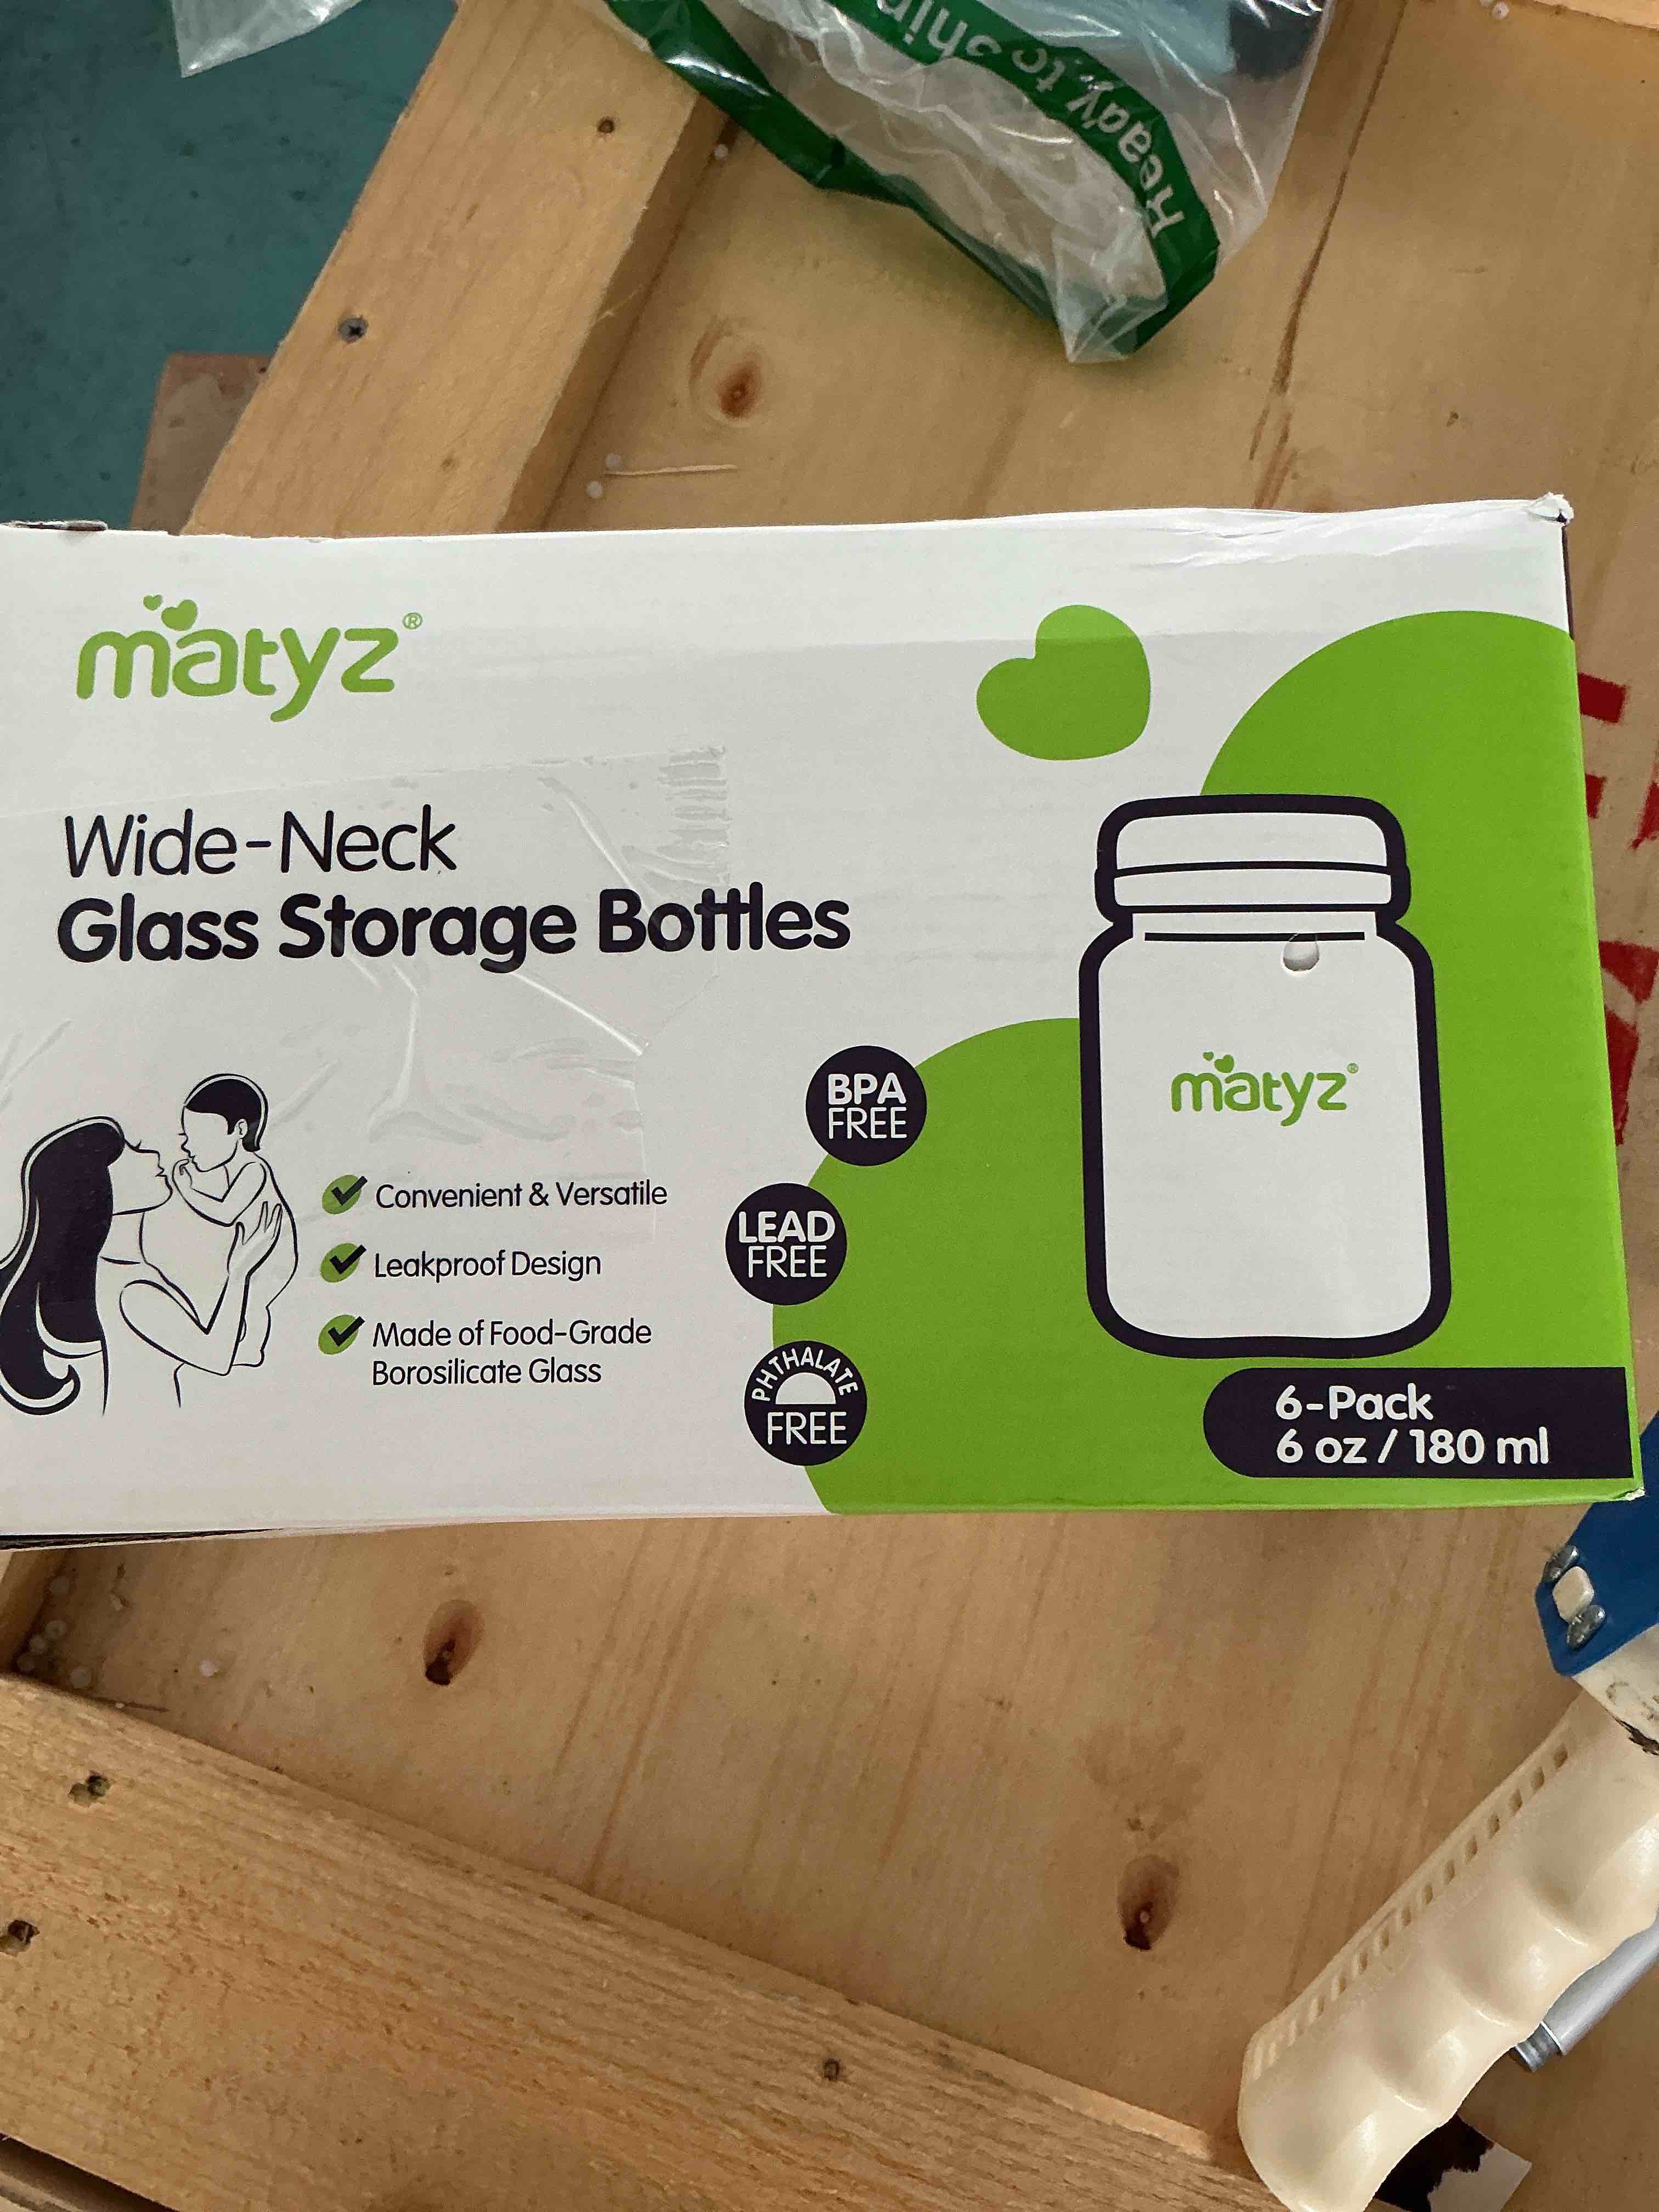 Ready to Ship
matyz®
Wide-Neck
Glass Storage Bottles
BPA
FREE
matyz®
Convenient & Versatile
LEAD
FREE
Leakproof Design
Made of Food-Grade
Borosilicate Glass
PHTHALATE
FREE
6-Pack
6 oz / 180 ml